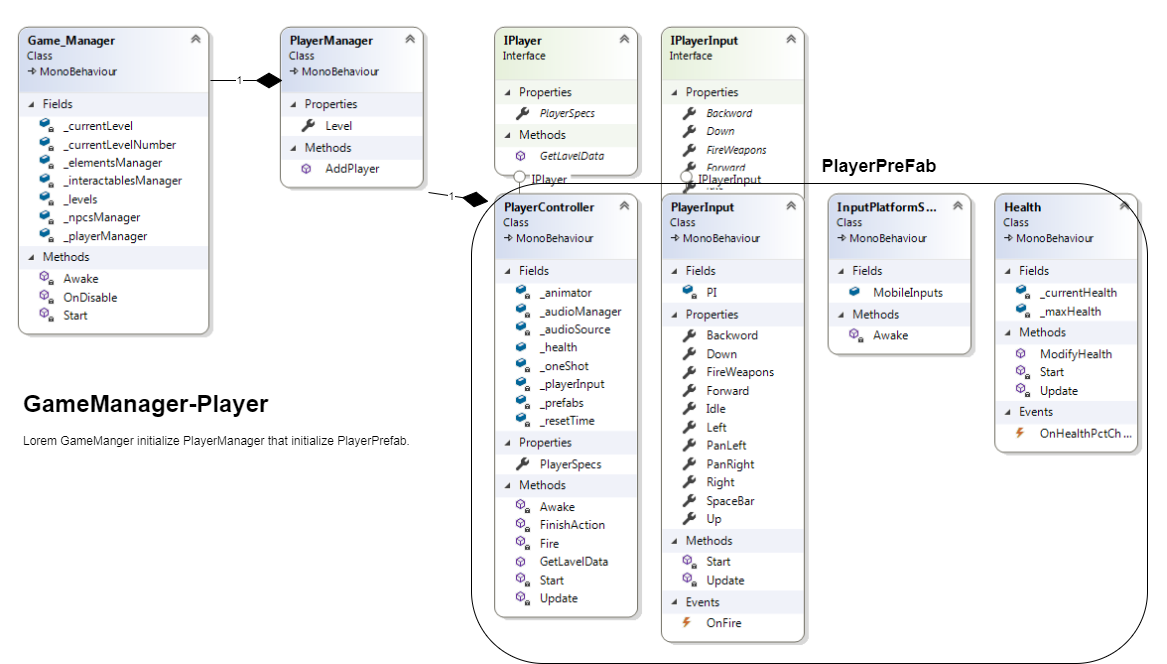 Game_Manager
Class
MonoBehaviour
Fields
_currentLevel
_currentLevelNumber
_elementsManager
_interactablesManager
_levels
_npcsManager
_playerManager
Methods
Awake
OnDisable
Start
1
PlayerManager
Class
MonoBehaviour
Properties
Level
Methods
AddPlayer
1
IPlayer
Interface
Properties
PlayerSpecs
Methods
GetLavelData
IPlayer
IPlayerInput
Interface
Properties
Backword
Down
FireWeapons
Forward
Idle
IPlayerInput
PlayerPreFab
PlayerController
Class
MonoBehaviour
Fields
_animator
_audioManager
_audioSource
_health
_oneShot
_playerInput
_prefabs
_resetTime
Properties
PlayerSpecs
Methods
Awake
FinishAction
Fire
GetLavelData
Start
Update
PlayerInput
Class
MonoBehaviour
Fields
PI
Properties
Backword
Down
FireWeapons
Forward
Idle
Left
PanLeft
PanRight
Right
SpaceBar
Up
Methods
Start
Update
Events
OnFire
InputPlatformS...
Class
MonoBehaviour
Fields
MobileInputs
Methods
Awake
Health
Class
MonoBehaviour
Fields
_currentHealth
_maxHealth
Methods
ModifyHealth
Start
Update
Events
OnHealthPctCh...
GameManager-Player
Lorem GameManger initialize PlayerManager that initialize PlayerPrefab.